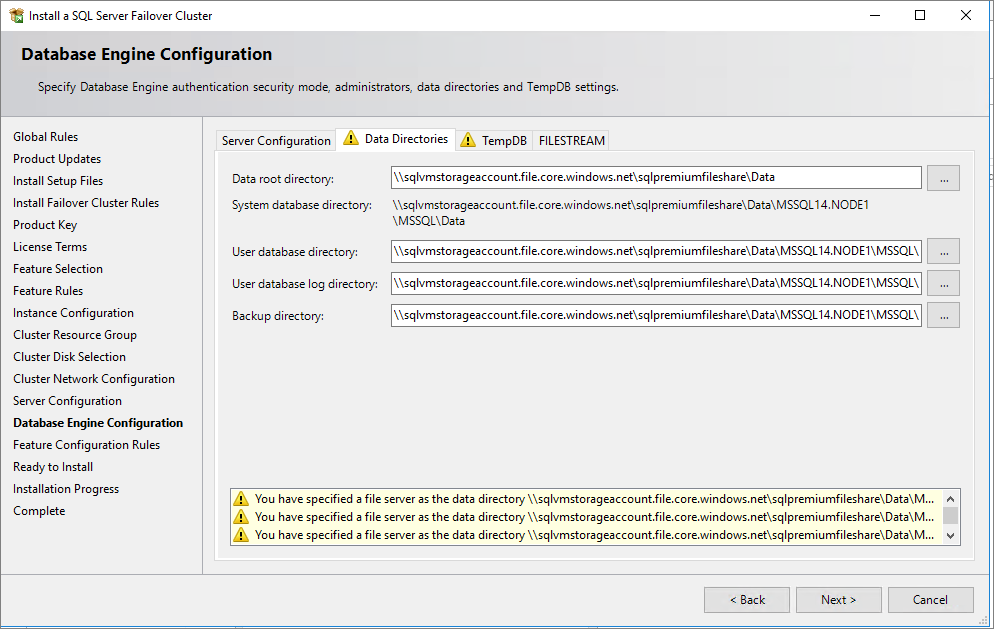 Install a SQL Server Failover Cluster
Database Engine Configuration
Specify Database Engine authentication security mode, administrators, data directories and TempDB settings.
Global Rules
Product Updates
Install Setup Files
Install Failover Cluster Rules
Product Key
License Terms
Feature Selection
Feature Rules
Instance Configuration
Cluster Resource Group
Cluster Disk Selection
Cluster Network Configuration
Server Configuration
Database Engine Configuration
Feature Configuration Rules
Ready to Install
Installation Progress
Complete
Server Configuration Data Directories TempDB FILESTREAM
Data root directory: \\sqlvmstorageaccount.file.core.windows.net\sqlpremiumfileshare\Data ...
System database directory: \\sqlvmstorageaccount.file.core.windows.net\sqlpremiumfileshare\Data\MSSQL14.NODE1
\MSSQL\Data
User database directory: \\sqlvmstorageaccount.file.core.windows.net\sqlpremiumfileshare\Data\MSSQL14.NODE1\MSSQL\ ...
User database log directory: \\sqlvmstorageaccount.file.core.windows.net\sqlpremiumfileshare\Data\MSSQL14.NODE1\MSSQL\ ...
Backup directory: \\sqlvmstorageaccount.file.core.windows.net\sqlpremiumfileshare\Data\MSSQL14.NODE1\MSSQL\ ...
You have specified a file server as the data directory \\sqlvmstorageaccount.file.core.windows.net\sqlpremiumfileshare\Data\M...
You have specified a file server as the data directory \\sqlvmstorageaccount.file.core.windows.net\sqlpremiumfileshare\Data\M...
You have specified a file server as the data directory \\sqlvmstorageaccount.file.core.windows.net\sqlpremiumfileshare\Data\M...
< Back Next > Cancel